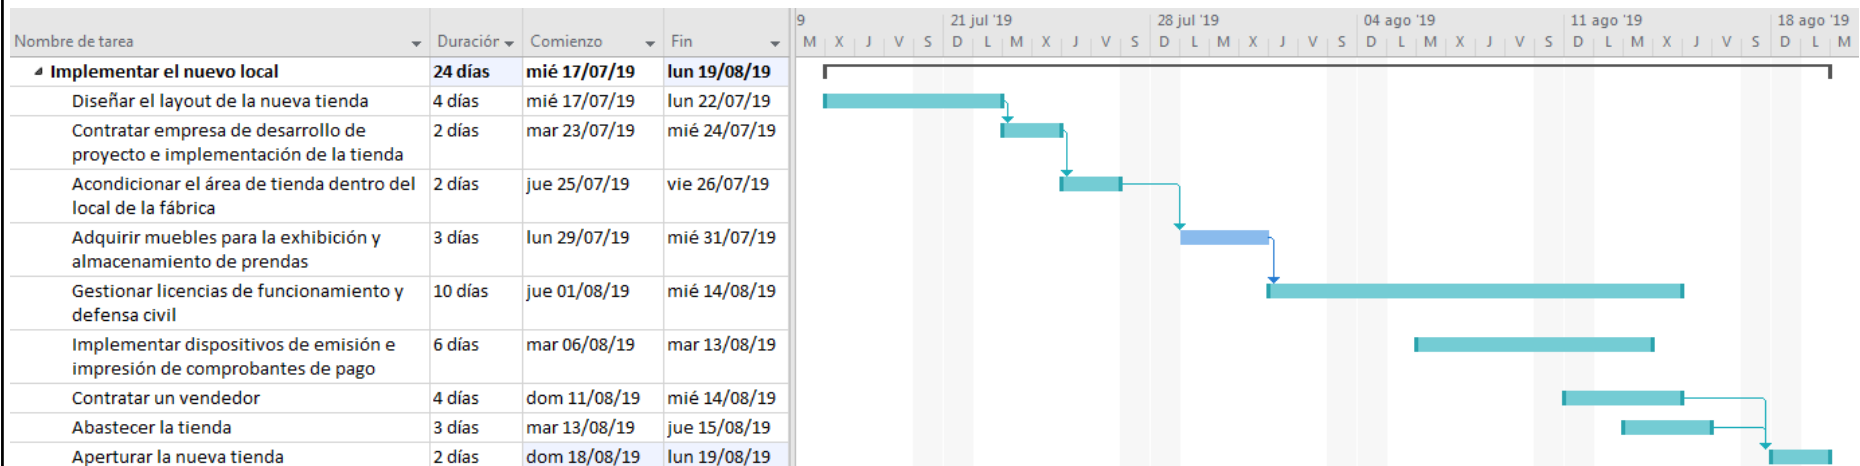 9 21 jul '19 28 jul '19 04 ago '19 11 ago '19 18 ago '19
Nombre de tarea Duración Comienzo Fin M X J V S D L M X J V S D L M X J V S D L M X J V S D L M X J V S D L M
Implementar el nuevo local 24 días mié 17/07/19 lun 19/08/19
Diseñar el layout de la nueva tienda 4 días mié 17/07/19 lun 22/07/19
Contratar empresa de desarrollo de 2 días mar 23/07/19 mié 24/07/19
proyecto e implementación de la tienda
Acondicionar el área de tienda dentro del 2 días jue 25/07/19 vie 26/07/19
local de la fábrica
Adquirir muebles para la exhibición y 3 días lun 29/07/19 mié 31/07/19
almacenamiento de prendas
Gestionar licencias de funcionamiento y 10 días jue 01/08/19 mié 14/08/19
defensa civil
Implementar dispositivos de emisión e 6 días mar 06/08/19 mar 13/08/19
impresión de comprobantes de pago
Contratar un vendedor 4 días dom 11/08/19 mié 14/08/19
Abastecer la tienda 3 días mar 13/08/19 jue 15/08/19
Aperturar la nueva tienda 2 días dom 18/08/19 lun 19/08/19